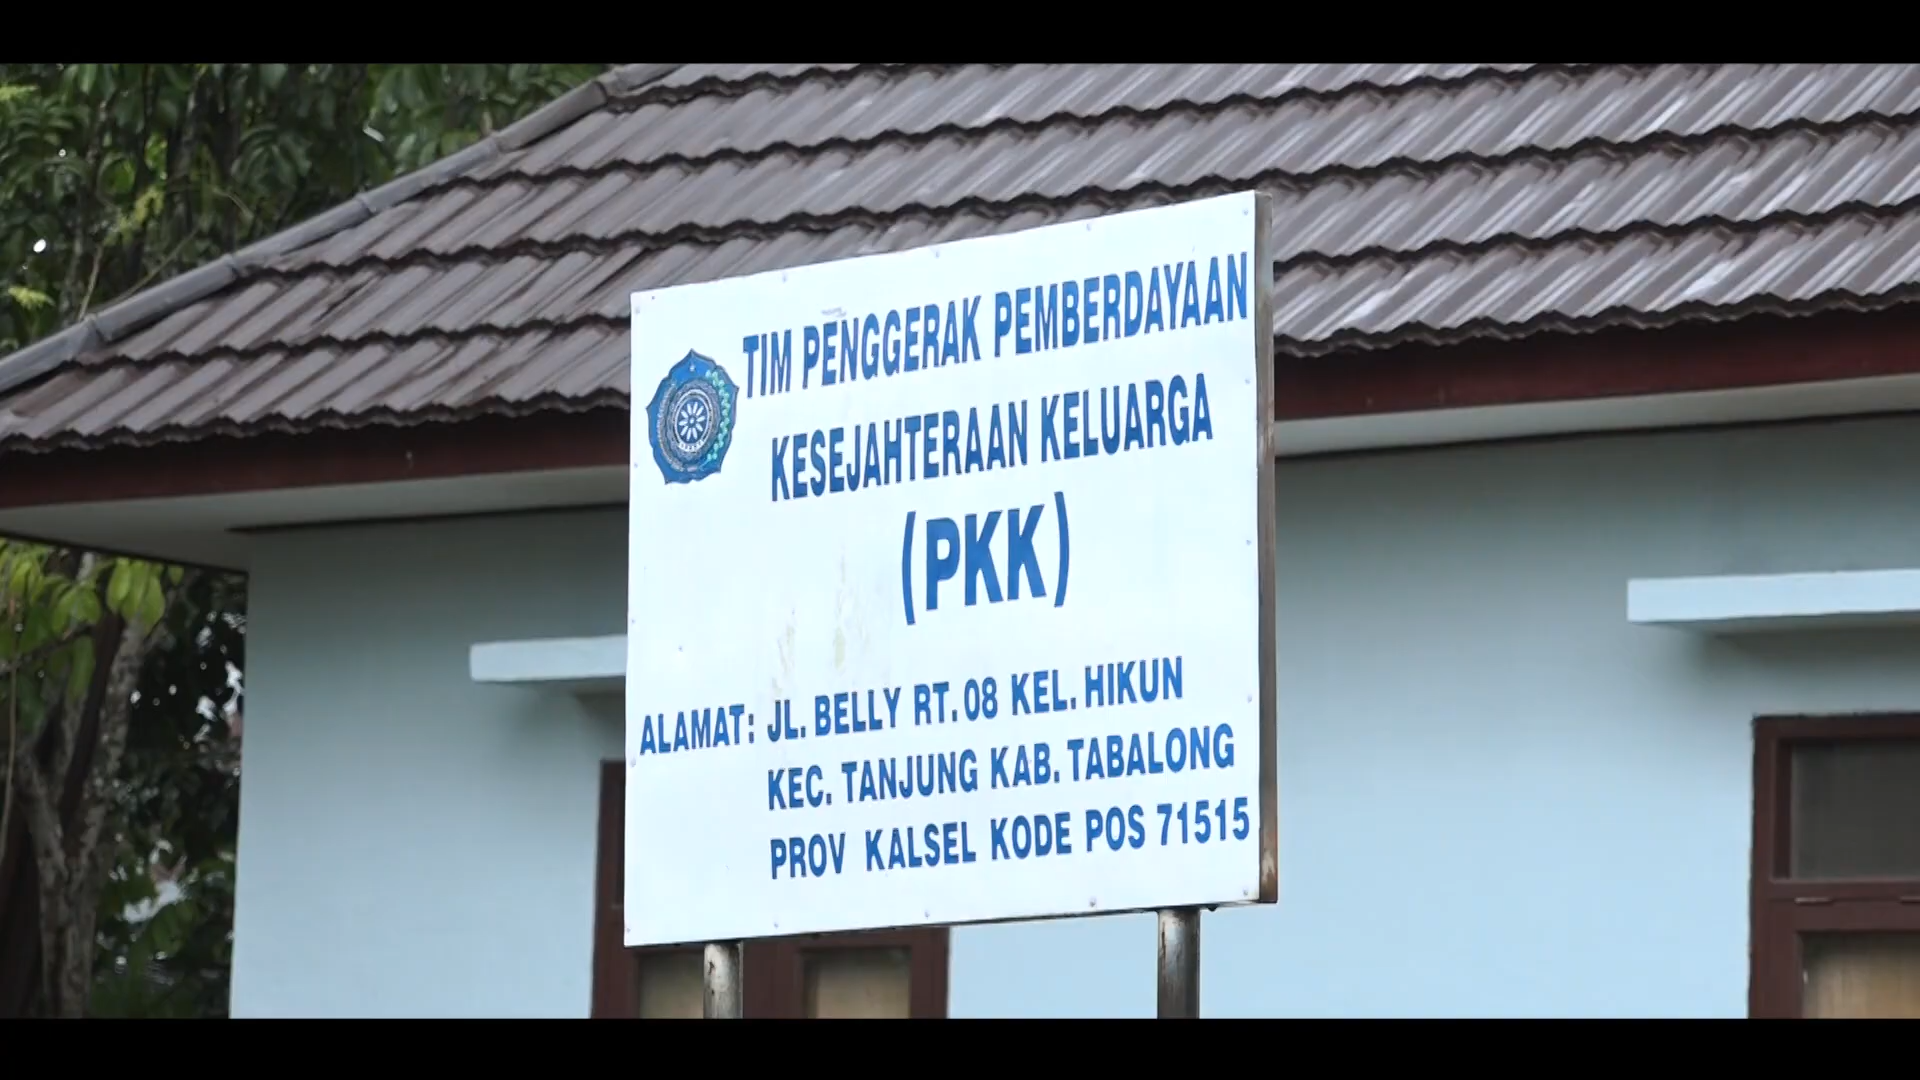 TIM PENGGERAK PEMBERDAYAAN
KESEJAHTERAAN KELUARGA
(PKK)
ALAMAT: JL. BELLY RT. 08 KEL. HIKUN
KEC. TANJUNG KAB. TABALONG
PROV KALSEL KODE POS 71515